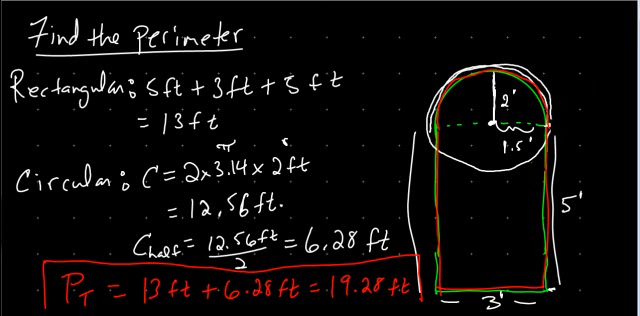 Find the Perimeter
Rectangular: 5ft + 3ft + 5ft
= 13ft
π r
Circular: C = 2 x 3.14 x 2ft
= 12.56ft.
Chalf = 12.56ft / 2 = 6.28 ft
PT = 13ft + 6.28ft = 19.28ft
2'
1.5'
5'
3'